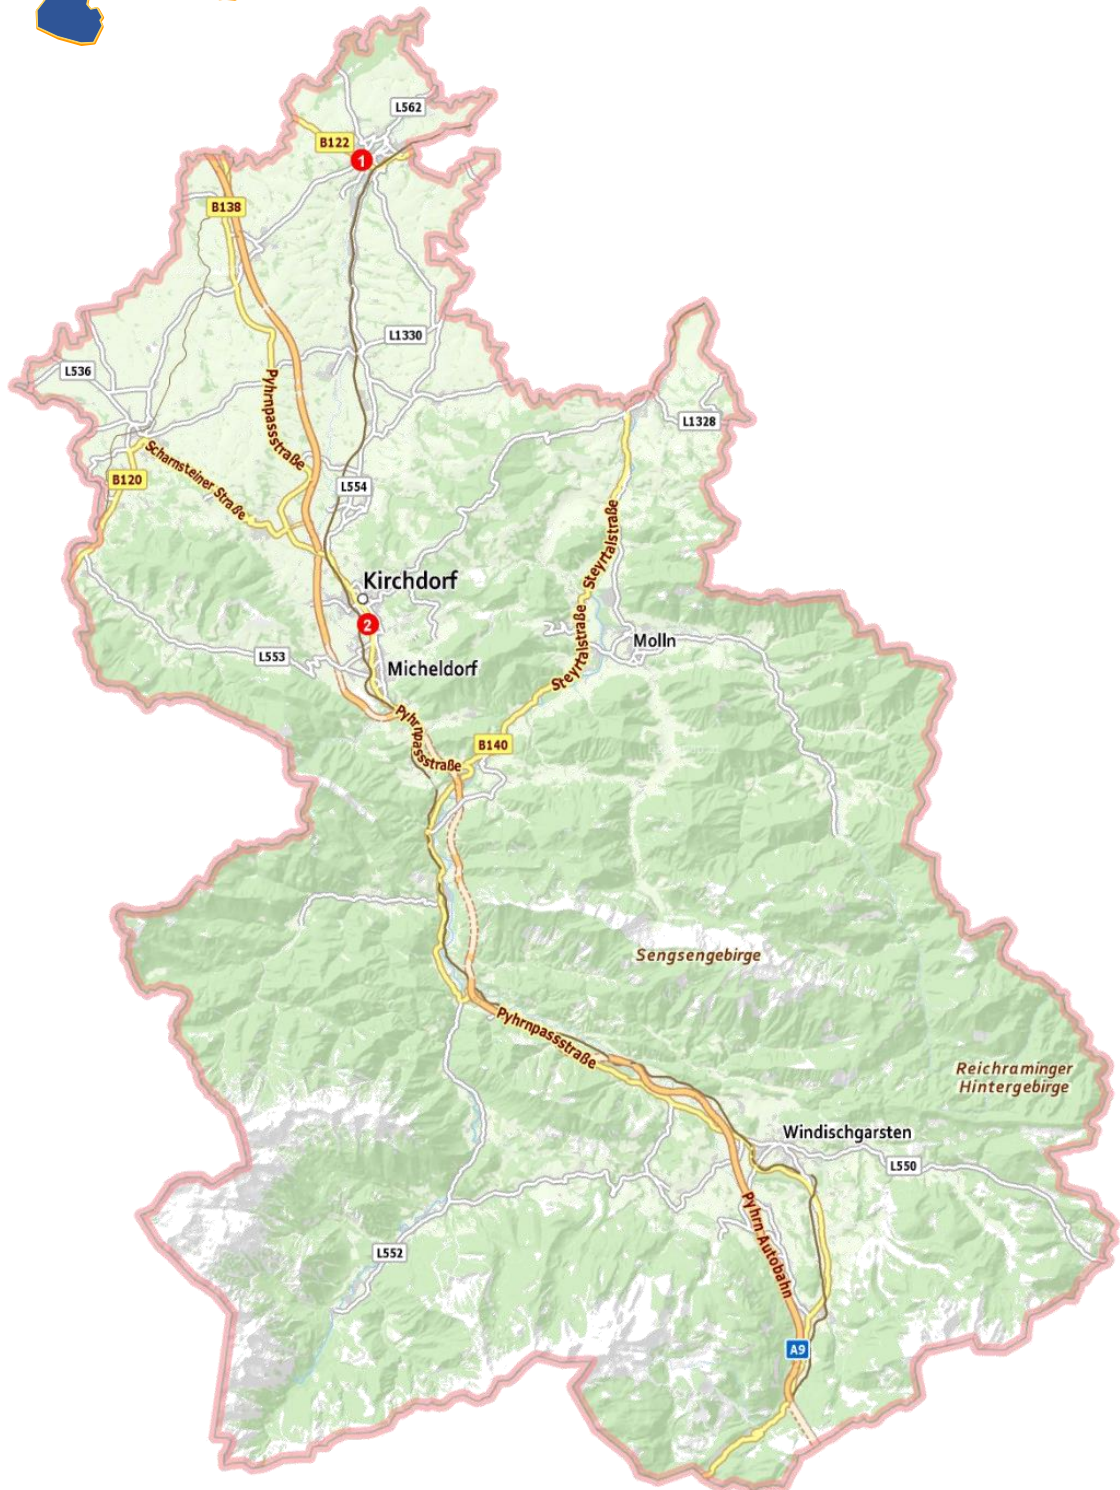 L562
B122
1
B138
L1330
L536
Pyhrnpassstraße
L1328
Scharnsteiner Straße
B120
L554
Steyrtalstraße
Kirchdorf
2
Steyrtalstraße
Molln
L553
Micheldorf
Pyhrnpassstraße
B140
Sengsengebirge
Pyhrnpassstraße
Reichraminger
Hintergebirge
Windischgarsten
L550
Pyhrn-Autobahn
L552
A9